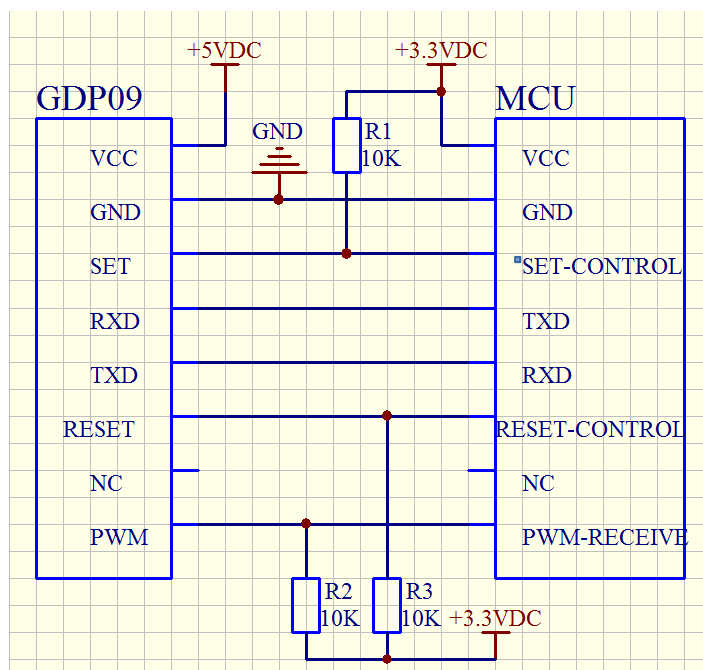 +5VDC +3.3VDC
GDP09 MCU
GND R1
VCC 10K VCC
GND GND
SET SET-CONTROL
RXD TXD
TXD RXD
RESET RESET-CONTROL
NC NC
PWM PWM-RECEIVE
R2 R3
10K 10K +3.3VDC